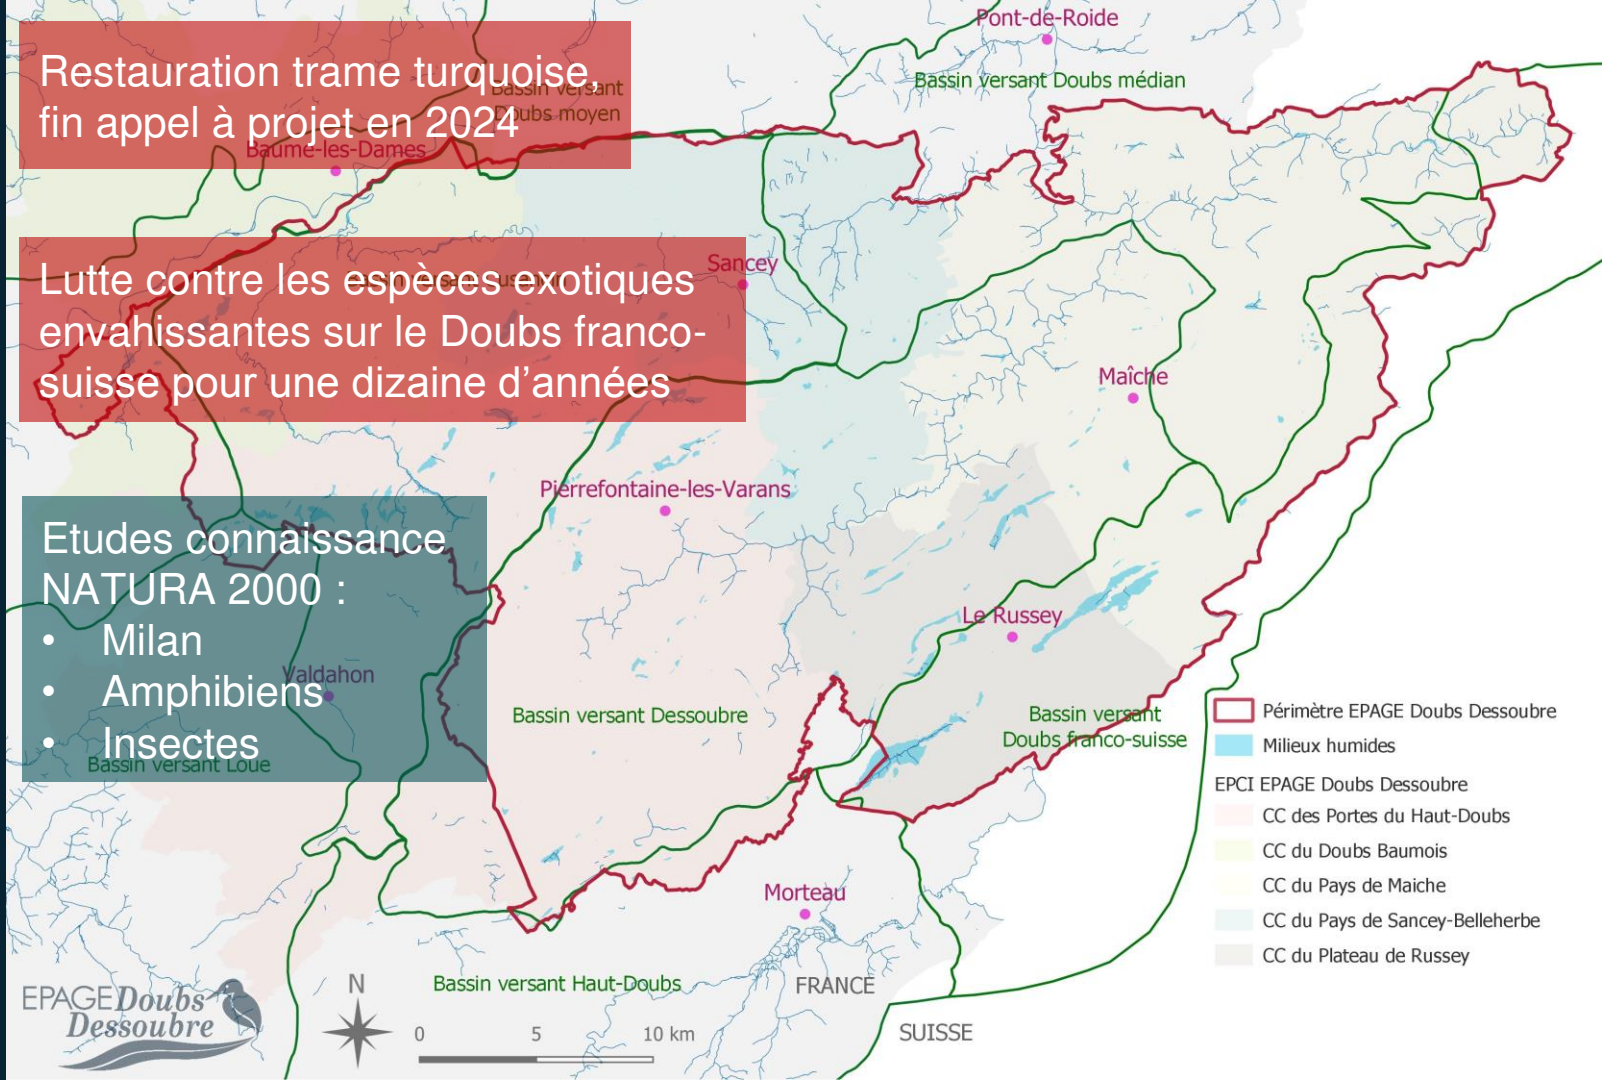 Pont-de-Roide
Bassin versant Doubs médian
Restauration trame turquoise,
fin appel à projet en 2024
Bassin versant
Doubs moyen
Baume-les-Dames
Lutte contre les espèces exotiques
envahissantes sur le Doubs franco-
suisse pour une dizaine d’années
Bassin versant
Sancey
Maîche
Pierrefontaine-les-Varans
Etudes connaissance
NATURA 2000 :
• Milan
• Amphibiens
• Insectes
Valdahon
Bassin versant Loue
Le Russey
Bassin versant Dessoubre
Bassin versant
Doubs franco-suisse
Périmètre EPAGE Doubs Dessoubre
Milieux humides
EPCI EPAGE Doubs Dessoubre
CC des Portes du Haut-Doubs
CC du Doubs Baumois
CC du Pays de Maiche
CC du Pays de Sancey-Belleherbe
CC du Plateau de Russey
Morteau
Bassin versant Haut-Doubs
FRANCE
SUISSE
EPAGE Doubs
Dessoubre
N
0 5 10 km